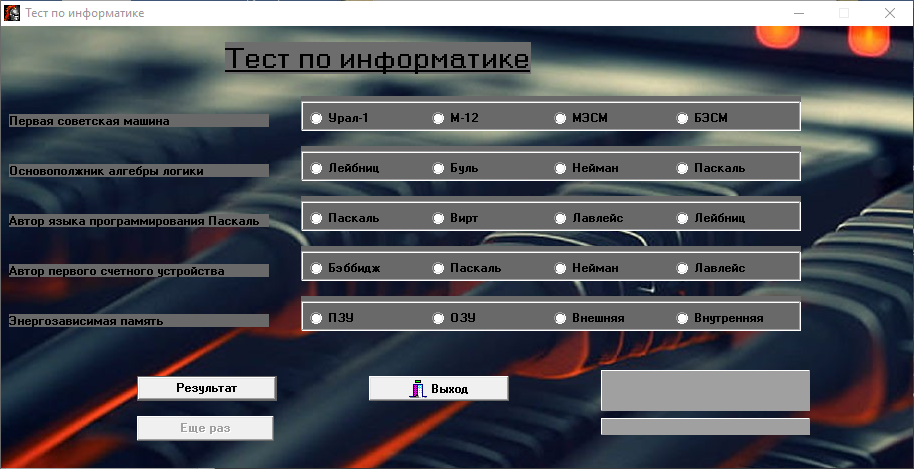 Тест по информатике
Тест по информатике
Первая советская машина
Урал-1 М-12 МЭСМ БЭСМ
Основополжник алгебры логики
Лейбниц Буль Нейман Паскаль
Автор языка программирования Паскаль
Паскаль Вирт Лавлейс Лейбниц
Автор первого счетного устройства
Бэббидж Паскаль Нейман Лавлейс
Энергозависимая память
ПЗУ ОЗУ Внешняя Внутренняя
Результат Выход
Еще раз